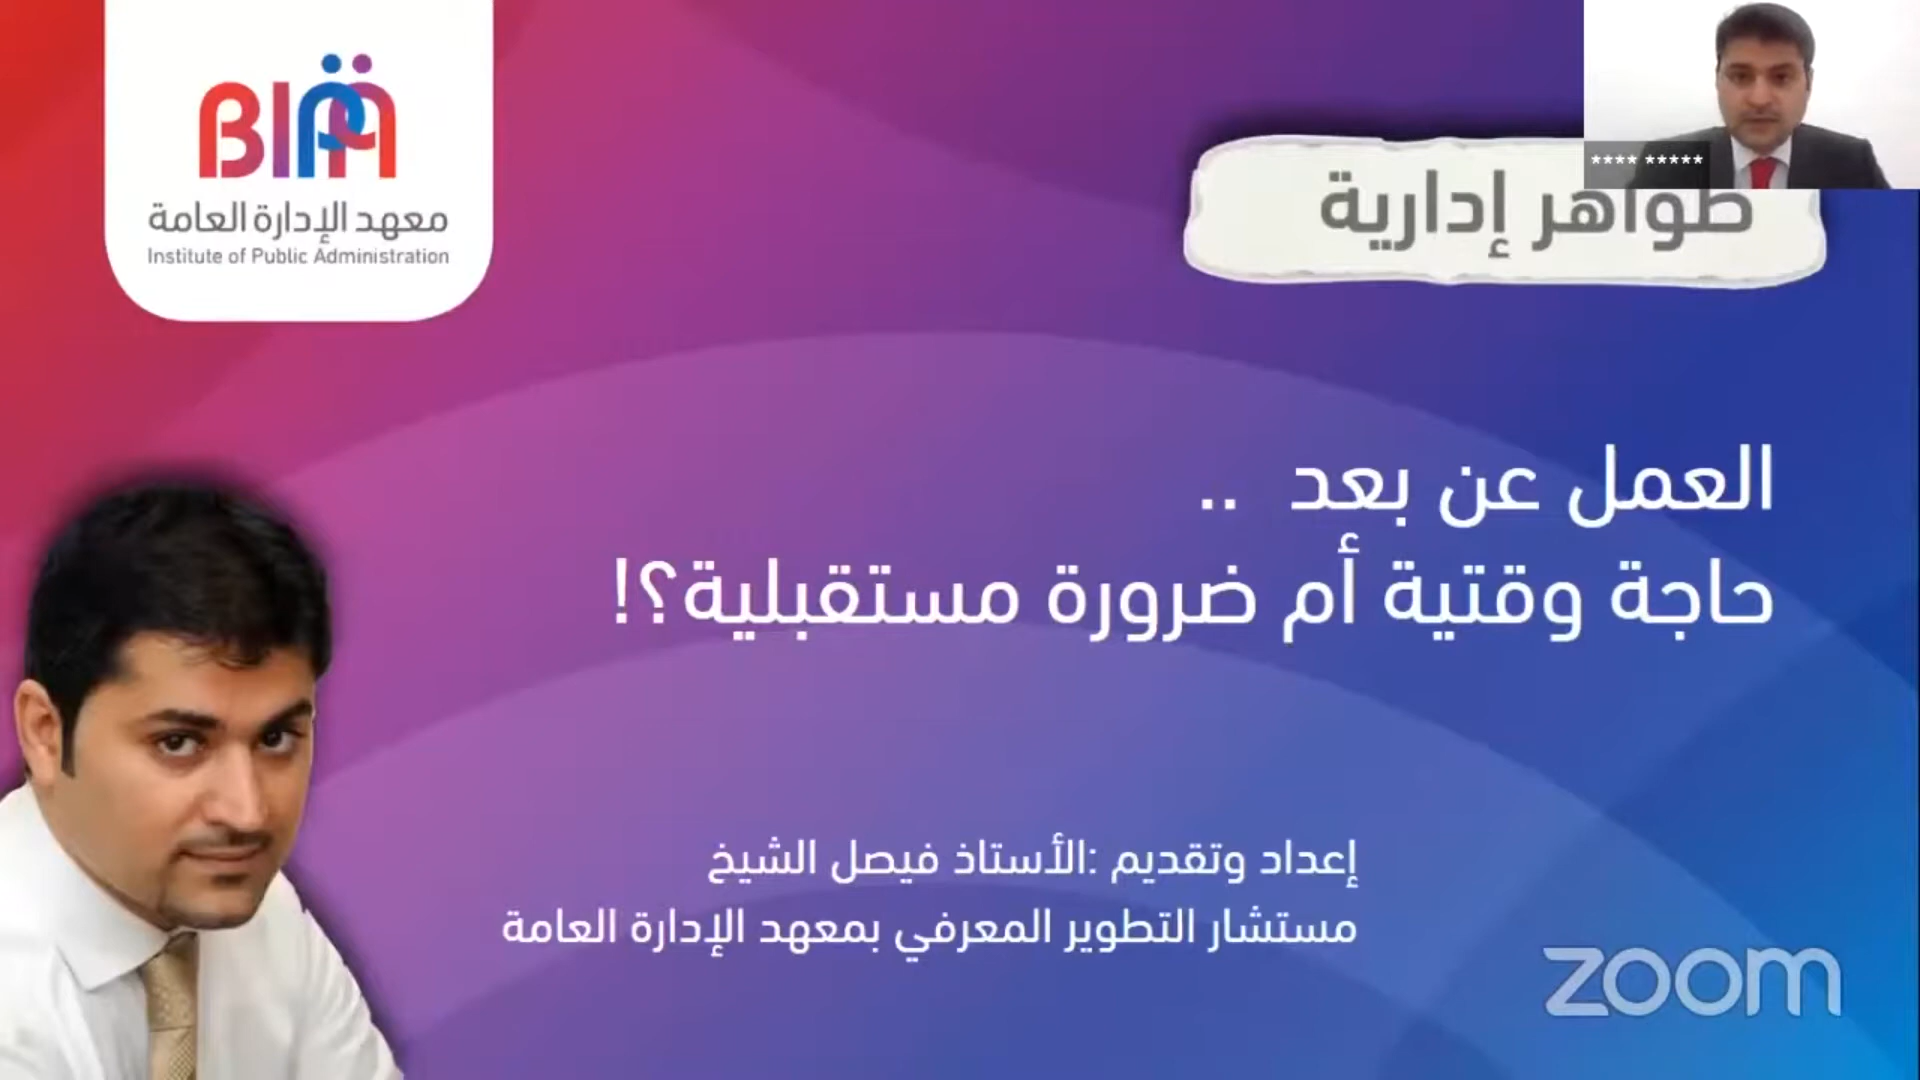 BIPA
معهد الإدارة العامة
Institute of Public Administration
**** *****
ظواهر إدارية
العمل عن بعد ..
حاجة وقتية أم ضرورة مستقبلية؟!
إعداد وتقديم :الأستاذ فيصل الشيخ
مستشار التطوير المعرفي بمعهد الإدارة العامة
zoom